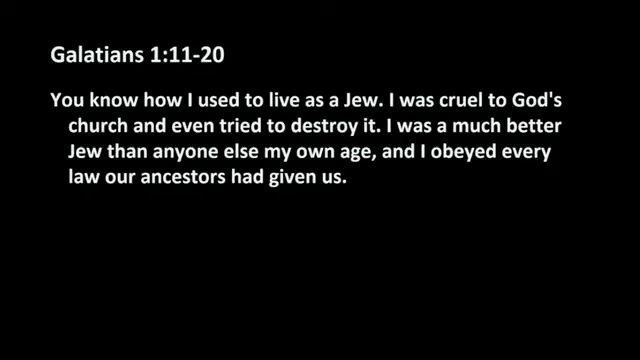 Galatians 1:11-20
You know how I used to live as a Jew. I was cruel to God's
church and even tried to destroy it. I was a much better
Jew than anyone else my own age, and I obeyed every
law our ancestors had given us.